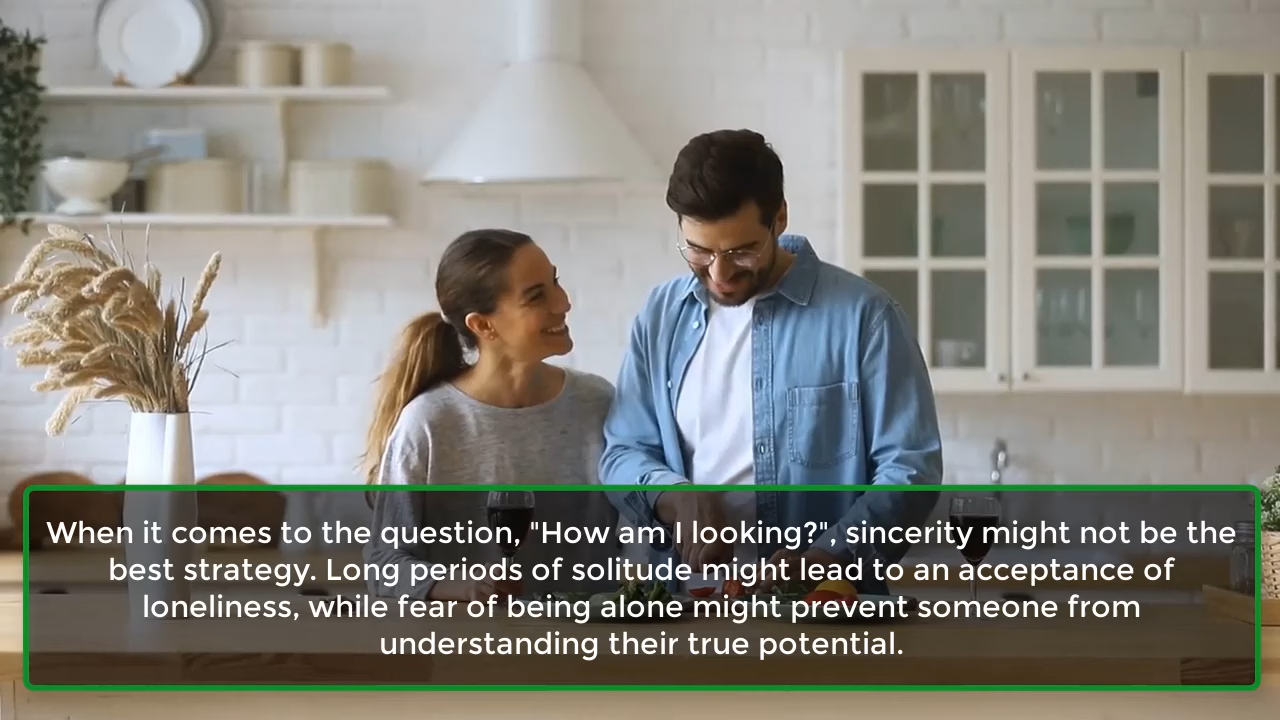 When it comes to the question, "How am I looking?", sincerity might not be the
best strategy. Long periods of solitude might lead to an acceptance of
loneliness, while fear of being alone might prevent someone from
understanding their true potential.